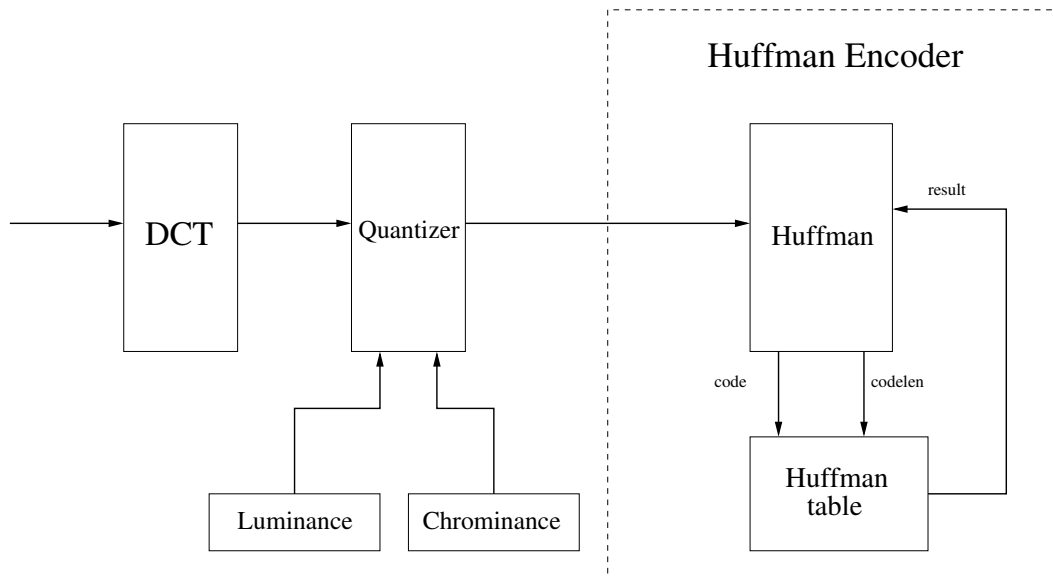 Huffman Encoder
DCT
Quantizer
Huffman
result
code
codelen
Luminance
Chrominance
Huffman
table